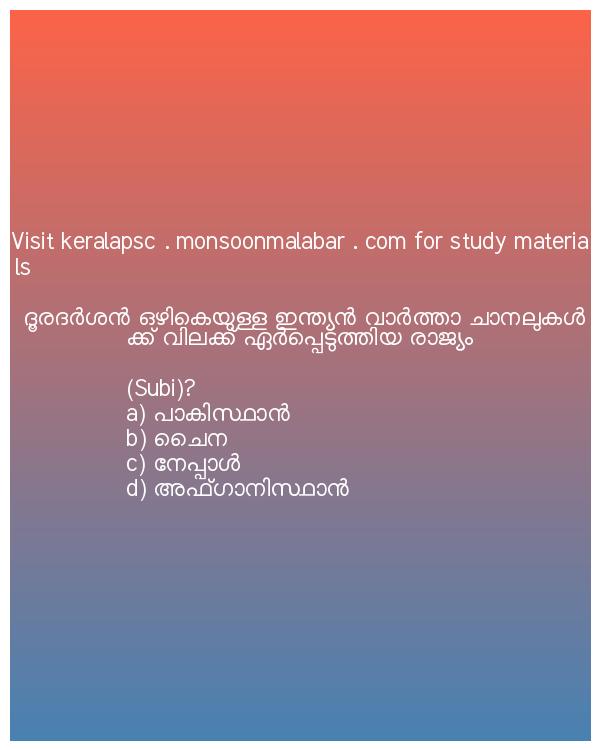 Visit keralapsc . monsoonmalabar . com for study materia
ls
ദൂരദർശൻ ഒഴികെയുള്ള ഇന്ത്യൻ വാർത്താ ചാനലുകൾ
ക്ക് വിലക്ക് ഏർപ്പെടുത്തിയ രാജ്യം
(Subi)?
a) പാകിസ്ഥാൻ
b) ചൈന
c) നേപ്പാൾ
d) അഫ്ഗാനിസ്ഥാൻ